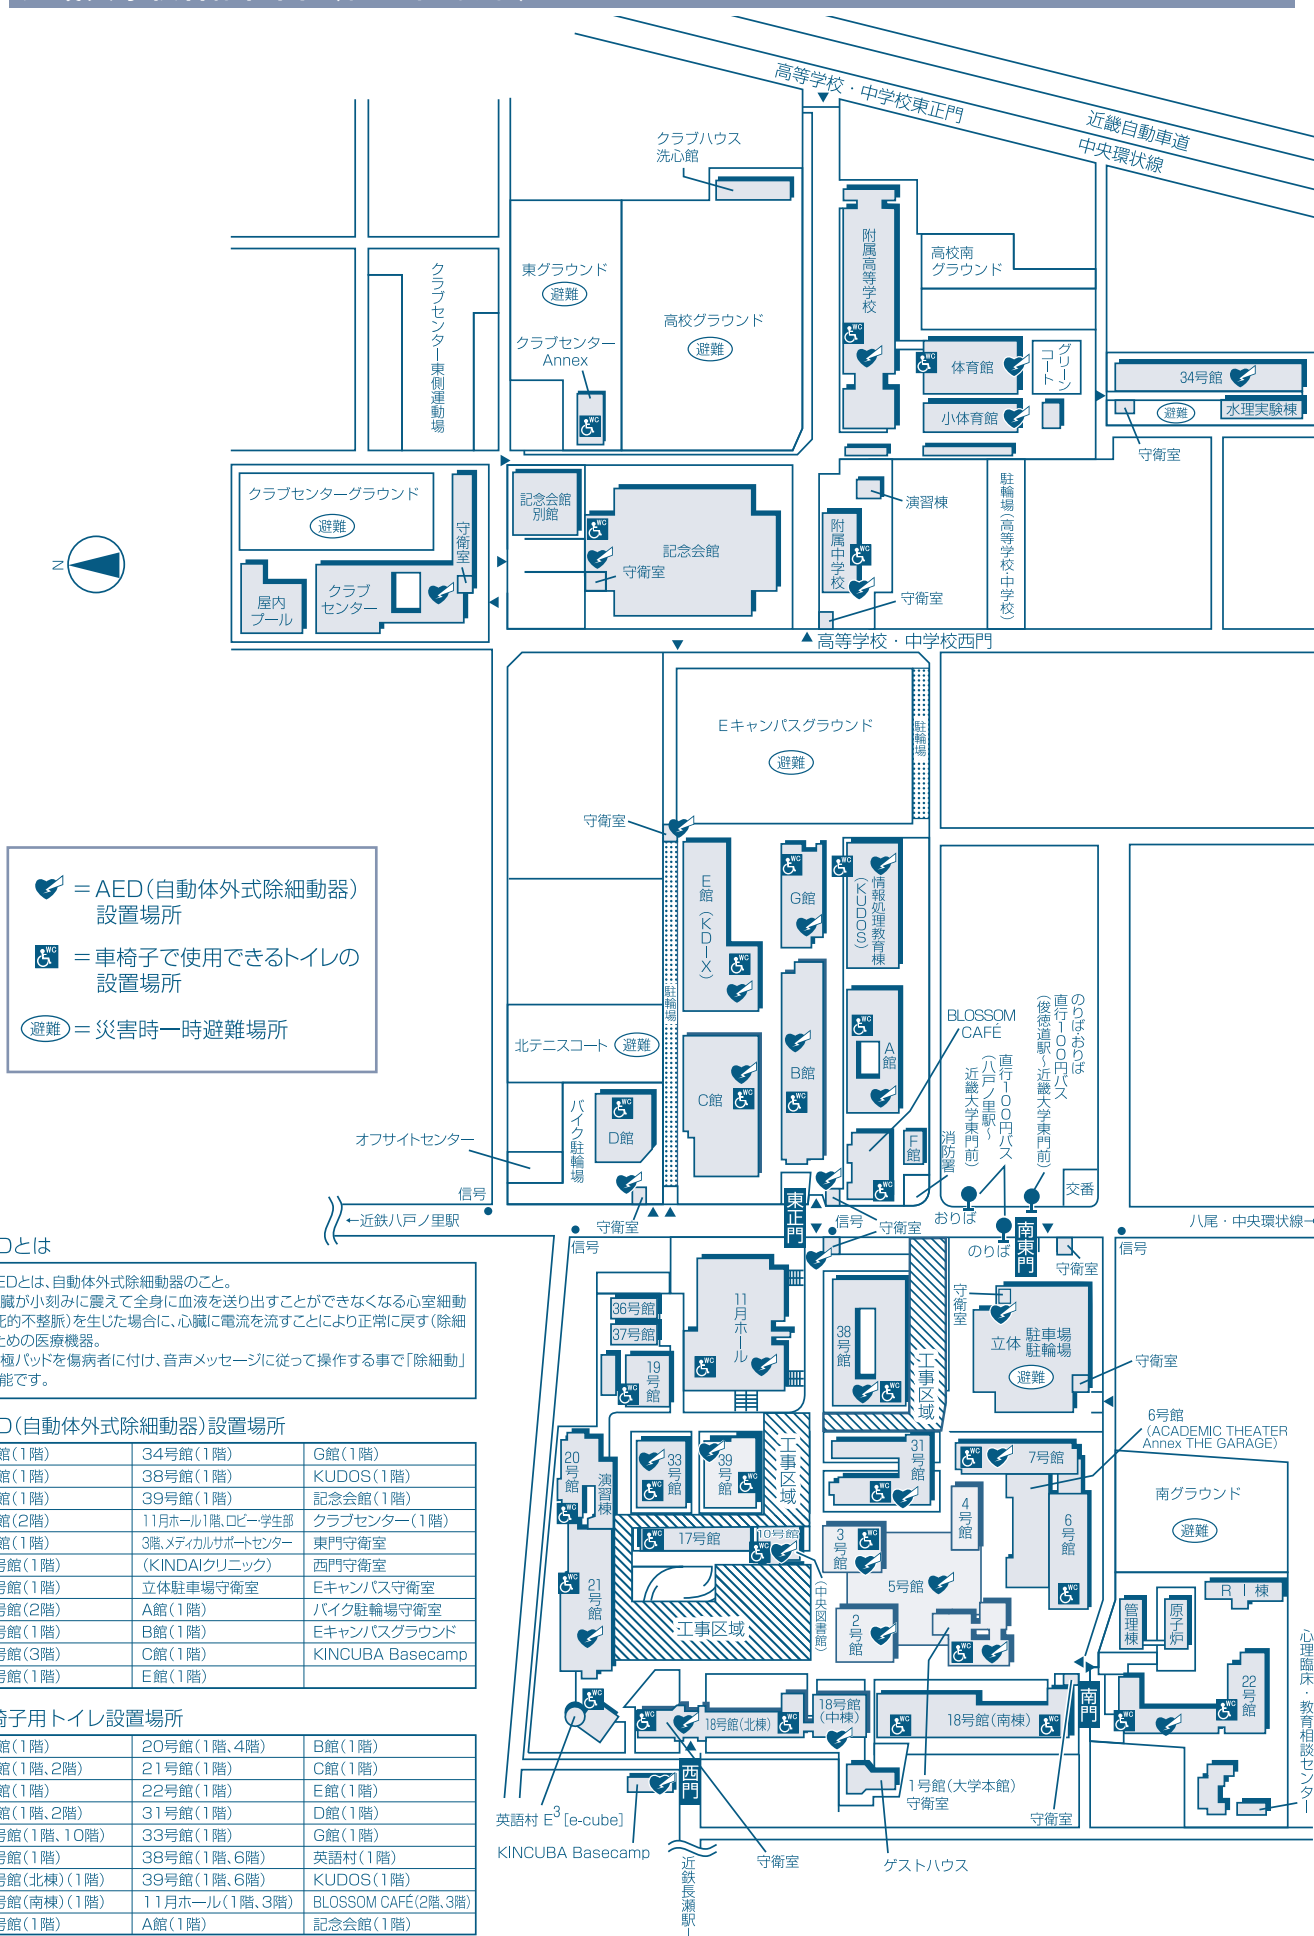 高等学校・中学校東正門
近畿自動車道
中央環状線
クラブハウス
洗心館
附属高等学校
高校南
グラウンド
クラブセンター東側運動場
東グラウンド
避難
高校グラウンド
避難
クラブセンター
Annex
WC
WC
WC
体育館
グリーン
コート
小体育館
34号館
避難
水理実験棟
守衛室
クラブセンターグラウンド
避難
守衛室
記念会館
別館
WC
記念会館
守衛室
演習棟
附属中学校
WC
駐輪場(高等学校・中学校)
守衛室
N
屋内
プール
クラブ
センター
高等学校・中学校西門
Eキャンパスグラウンド
避難
駐輪場
守衛室
=AED(自動体外式除細動器)
設置場所
WC
=車椅子で使用できるトイレの
設置場所
避難
=災害時一時避難場所
E館(KDIX)
WC
WC
G館
WC
情報処理教育棟
(KUDOS)
駐輪場
北テニスコート
避難
C館
WC
B館
WC
WC
A館
BLOSSOM
CAFÉ
のりば・おりば
直行100円バス
(俊徳道駅~近畿大学東門前)
直行100円バス
(八戸ノ里駅~
近畿大学東門前)
バイク駐輪場
WC
D館
オフサイトセンター
WC
F館
消防署
交番
信号
←近鉄八戸ノ里駅
守衛室
東正門
信号
守衛室
おりば
のりば
南東門
守衛室
信号
八尾・中央環状線→
信号
Dとは
EDとは、自動体外式除細動器のこと。
臓が小刻みに震えて全身に血液を送り出すことができなくなる心室細動
死的不整脈)を生じた場合に、心臓に電流を流すことにより正常に戻す(除細
ための医療機器。
極パッドを傷病者に付け、音声メッセージに従って操作する事で「除細動」
能です。
36号館
37号館
19号館
WC
11月ホール
WC
38号館
WC
工事区域
守衛室
立体
駐車場
駐輪場
避難
守衛室
6号館
(ACADEMIC THEATER
Annex THE GARAGE)
D(自動体外式除細動器)設置場所
館(1階) 34号館(1階) G館(1階)
館(1階) 38号館(1階) KUDOS(1階)
館(1階) 39号館(1階) 記念会館(1階)
館(2階) 11月ホール1階、ロビー・学生部 クラブセンター(1階)
館(1階) 3階、メディカルサポートセンター 東門守衛室
号館(1階) (KINDAIクリニック) 西門守衛室
号館(1階) 立体駐車場守衛室 Eキャンパス守衛室
号館(2階) A館(1階) バイク駐輪場守衛室
号館(1階) B館(1階) Eキャンパスグラウンド
号館(3階) C館(1階) KINCUBA Basecamp
号館(1階) E館(1階)
20号館
演習棟
WC
33号館
WC
39号館
WC
工事区域
31号館
WC
WC
7号館
4号館
6号館
WC
南グラウンド
避難
WC
17号館
10号館
WC
3号館
WC
(中央図書館)
5号館
2号館
WC
21号館
WC
工事区域
RI棟
管理棟
原子炉
心理臨床・教育相談センター
22号館
WC
WC
椅子用トイレ設置場所
館(1階) 20号館(1階、4階) B館(1階)
館(1階、2階) 21号館(1階) C館(1階)
館(1階) 22号館(1階) E館(1階)
館(1階、2階) 31号館(1階) D館(1階)
号館(1階、10階) 33号館(1階) G館(1階)
号館(1階) 38号館(1階、6階) 英語村(1階)
号館(北棟)(1階) 39号館(1階、6階) KUDOS(1階)
号館(南棟)(1階) 11月ホール(1階、3階) BLOSSOM CAFÉ(2階、3階)
号館(1階) A館(1階) 記念会館(1階)
WC
WC
18号館(北棟)
WC
18号館
(中棟)
WC
18号館(南棟)
WC
南門
西門
英語村 E3 [e-cube]
KINCUBA Basecamp
近鉄長瀬駅
守衛室
ゲストハウス
1号館(大学本館)
守衛室
守衛室